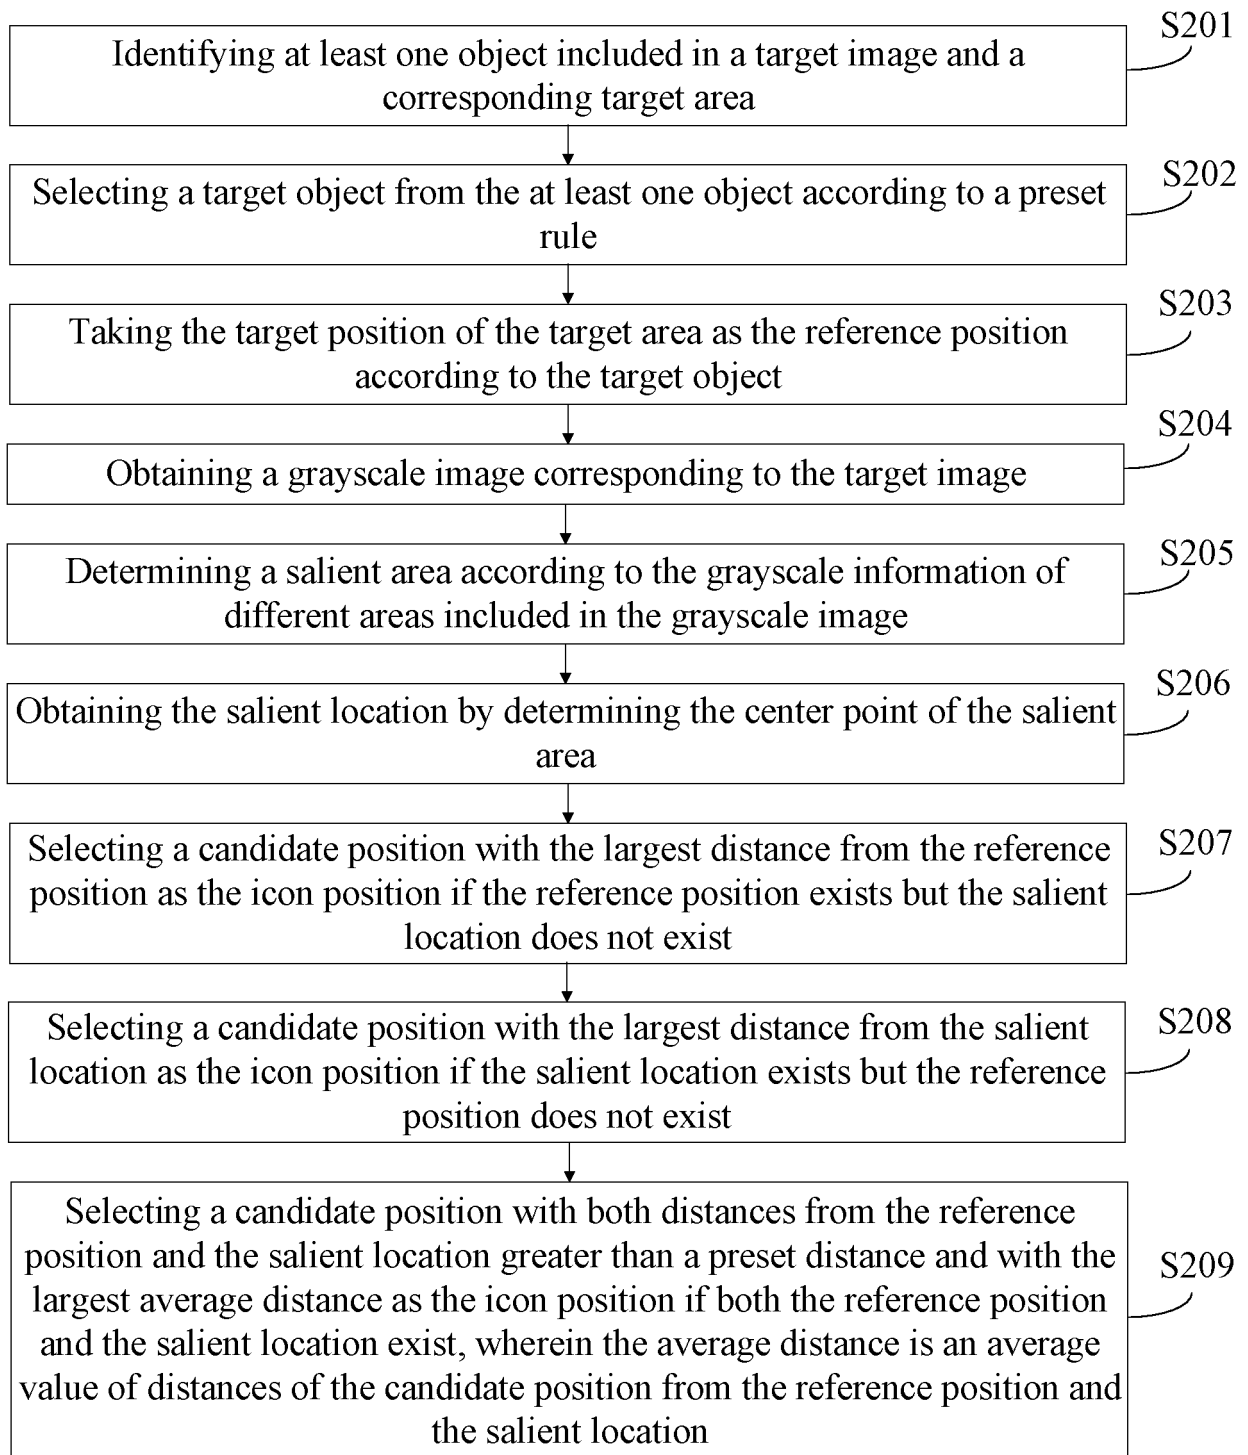 S201
Identifying at least one object included in a target image and a
corresponding target area
S202
Selecting a target object from the at least one object according to a preset
rule
S203
Taking the target position of the target area as the reference position
according to the target object
S204
Obtaining a grayscale image corresponding to the target image
S205
Determining a salient area according to the grayscale information of
different areas included in the grayscale image
S206
Obtaining the salient location by determining the center point of the salient
area
S207
Selecting a candidate position with the largest distance from the reference
position as the icon position if the reference position exists but the salient
location does not exist
S208
Selecting a candidate position with the largest distance from the salient
location as the icon position if the salient location exists but the reference
position does not exist
S209
Selecting a candidate position with both distances from the reference
position and the salient location greater than a preset distance and with the
largest average distance as the icon position if both the reference position
and the salient location exist, wherein the average distance is an average
value of distances of the candidate position from the reference position and
the salient location